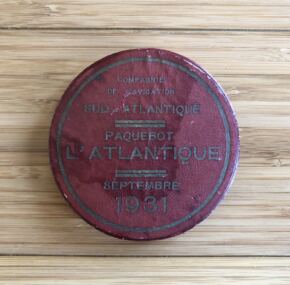 COMPAGNIE
DE NAVIGATION
SUD-ATLANTIQUE
PAQUEBOT
L'ATLANTIQUE
SEPTEMBRE
1931